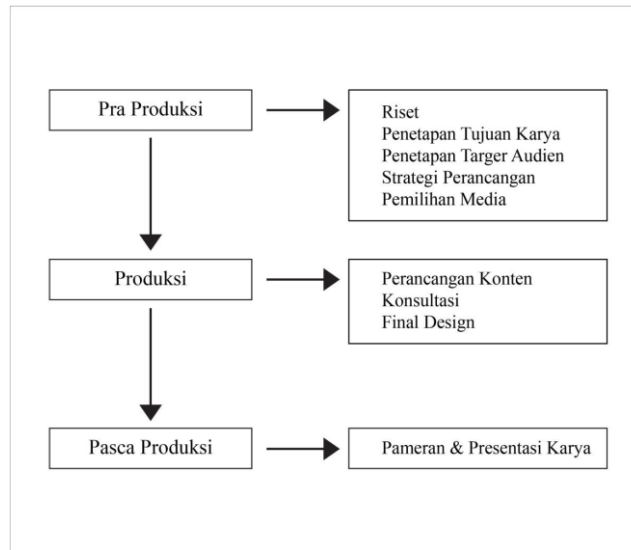 Pra Produksi
Riset
Penetapan Tujuan Karya
Penetapan Targer Audien
Strategi Perancangan
Pemilihan Media
Produksi
Perancangan Konten
Konsultasi
Final Design
Pasca Produksi
Pameran & Presentasi Karya